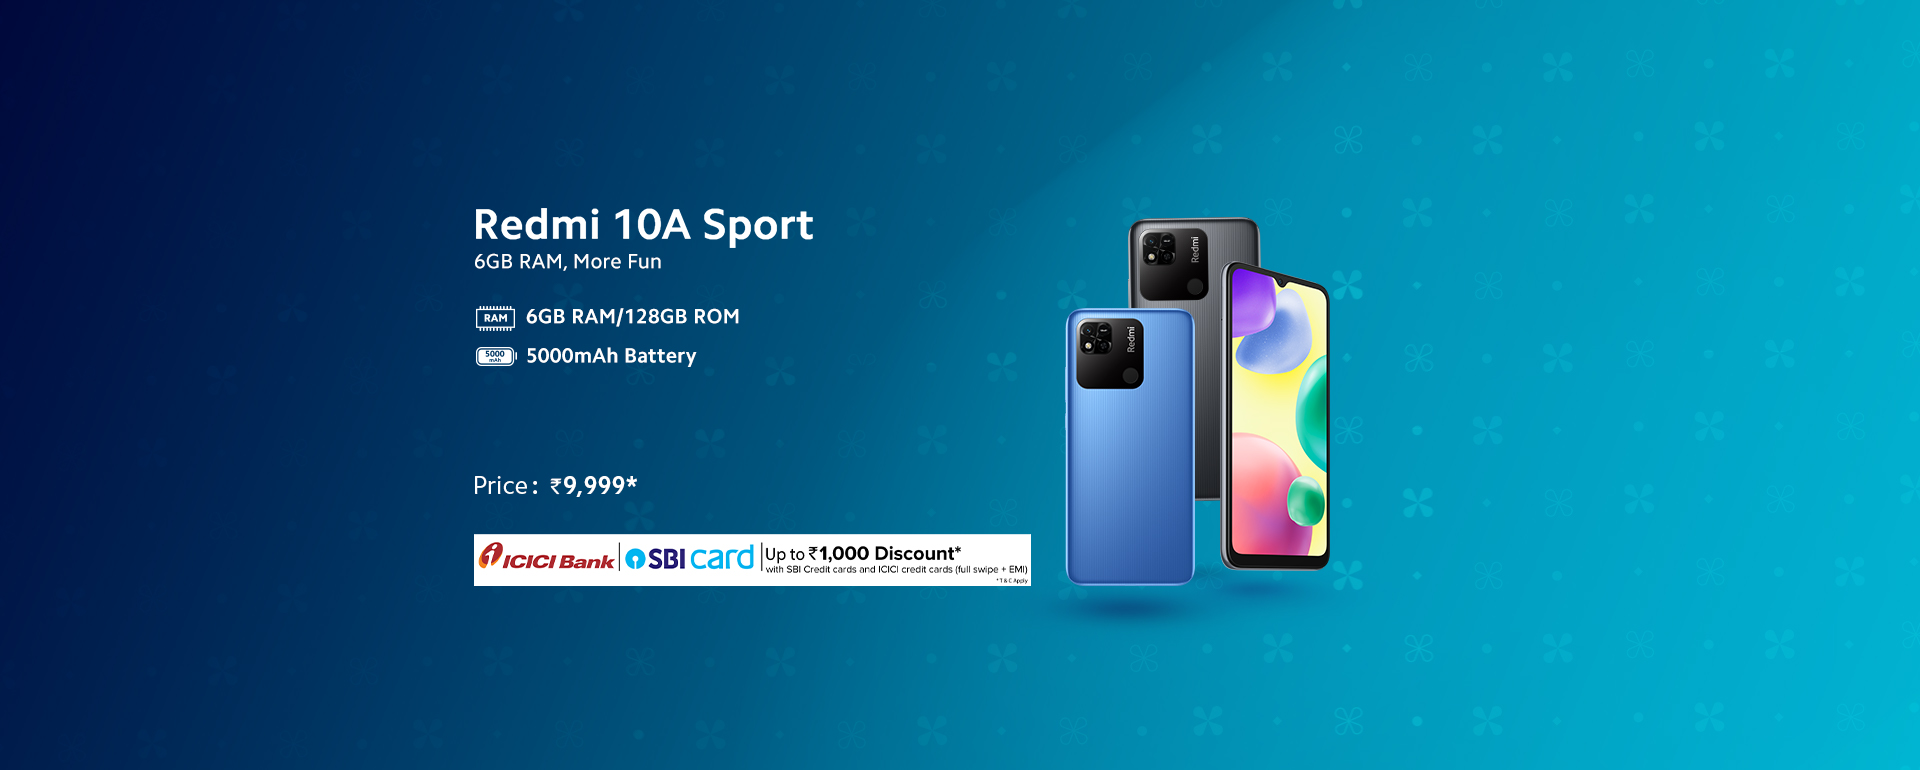 Redmi 10A Sport
6GB RAM, More Fun
RAM 6GB RAM/128GB ROM
5000 mAh 5000mAh Battery
Price: ₹9,999*
ICICI Bank SBI card Up to ₹1,000 Discount*
with SBI Credit cards and ICICI credit cards (full swipe + EMI)
*T & C Apply
Redmi
Redmi